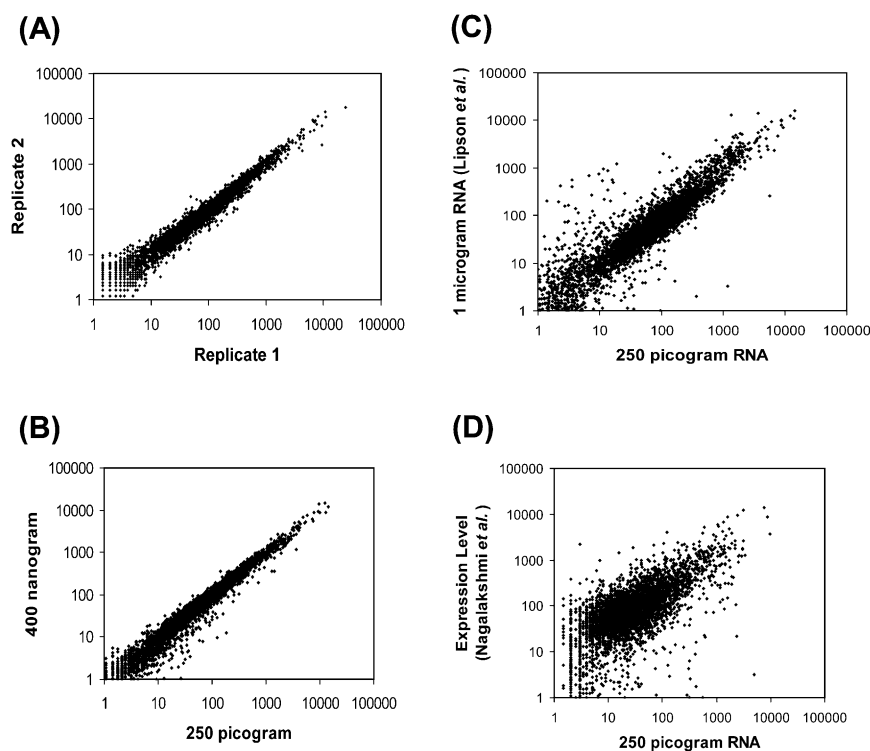 (A)
Replicate 2
100000
10000
1000
100
10
1
1 10 100 1000 10000 100000
Replicate 1
(C)
1 microgram RNA (Lipson et al.)
100000
10000
1000
100
10
1
1 10 100 1000 10000 100000
250 picogram RNA
(B)
400 nanogram
100000
10000
1000
100
10
1
1 10 100 1000 10000 100000
250 picogram
(D)
Expression Level
(Nagalakshmi et al.)
100000
10000
1000
100
10
1
1 10 100 1000 10000 100000
250 picogram RNA